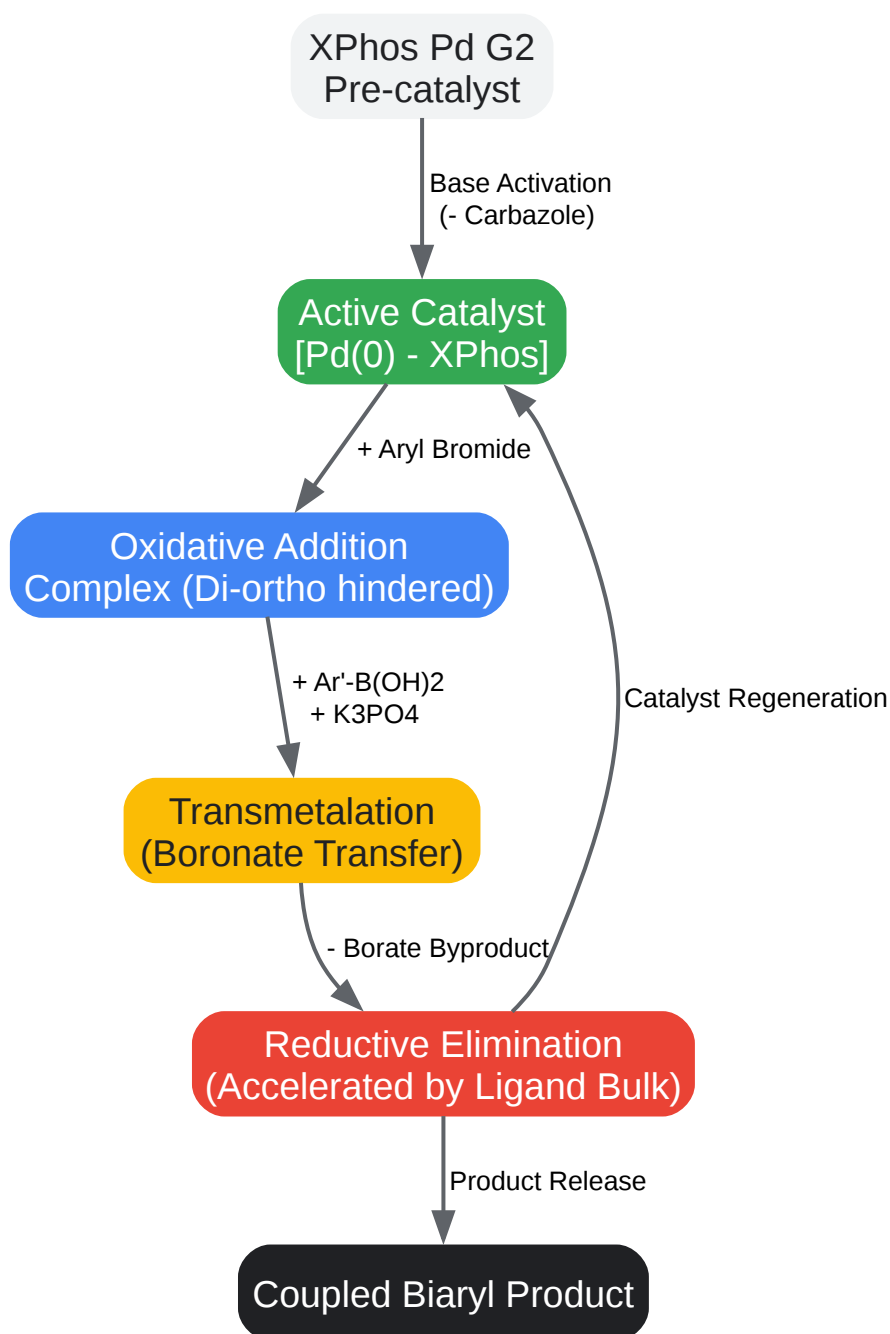 XPhos Pd G2
Pre-catalyst
Base Activation
(- Carbazole)
Active Catalyst
[Pd(0) - XPhos]
+ Aryl Bromide
Oxidative Addition
Complex (Di-ortho hindered)
+ Ar'-B(OH)2
+ K3PO4
Catalyst Regeneration
Transmetalation
(Boronate Transfer)
- Borate Byproduct
Reductive Elimination
(Accelerated by Ligand Bulk)
Product Release
Coupled Biaryl Product